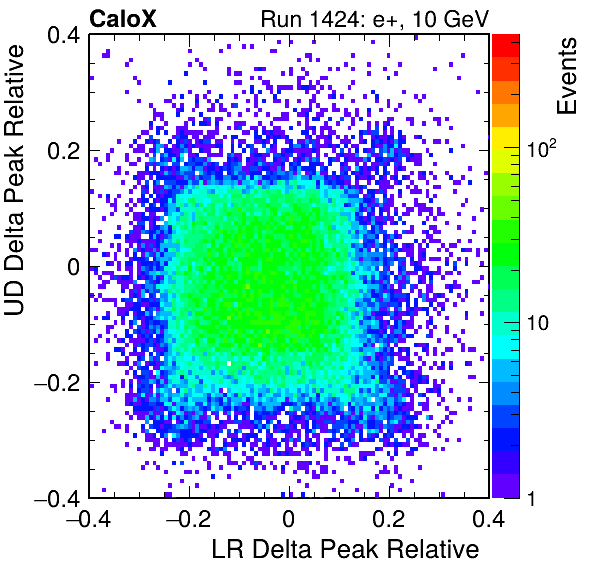 CaloX Run 1424: e+, 10 GeV
Events
UD Delta Peak Relative
0.4
0.2
0
−0.2
−0.4
10²
10
1
−0.4 −0.2 0 0.2 0.4
LR Delta Peak Relative